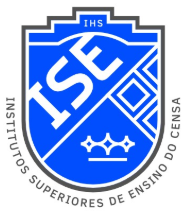 IHS
ISE
INSTITUTOS SUPERIORES DE ENSINO DO CENSA